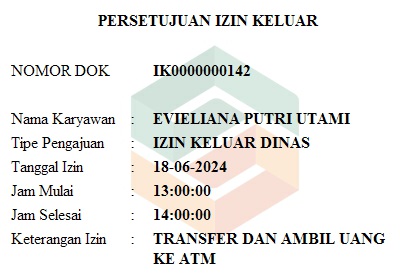 PERSETUJUAN IZIN KELUAR
NOMOR DOK IK0000000142
Nama Karyawan : EVIELIANA PUTRI UTAMI
Tipe Pengajuan : IZIN KELUAR DINAS
Tanggal Izin : 18-06-2024
Jam Mulai : 13:00:00
Jam Selesai : 14:00:00
Keterangan Izin : TRANSFER DAN AMBIL UANG
KE ATM